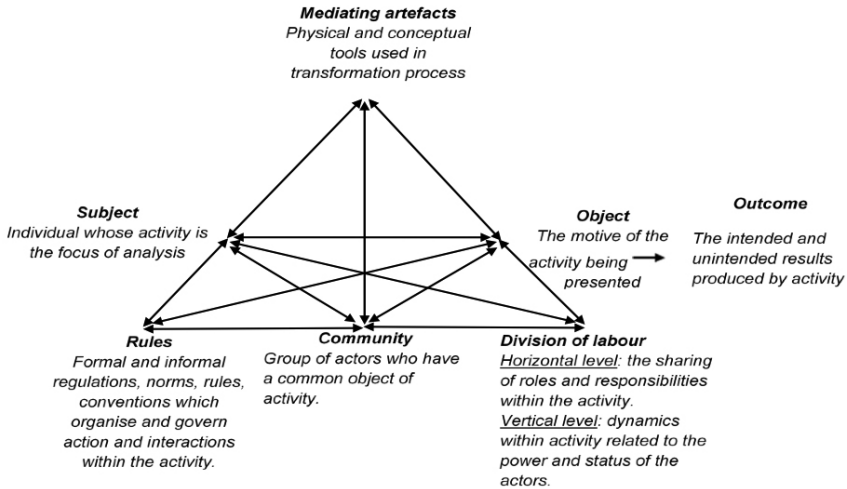 Mediating artefacts
Physical and conceptual
tools used in
transformation process
Subject
Individual whose activity is
the focus of analysis
Object
The motive of the
activity being
presented
Outcome
The intended and
unintended results
produced by activity
Rules
Formal and informal
regulations, norms, rules,
conventions which
organise and govern
action and interactions
within the activity.
Community
Group of actors who have
a common object of
activity.
Division of labour
Horizontal level: the sharing
of roles and responsibilities
within the activity.
Vertical level: dynamics
within activity related to the
power and status of the
actors.